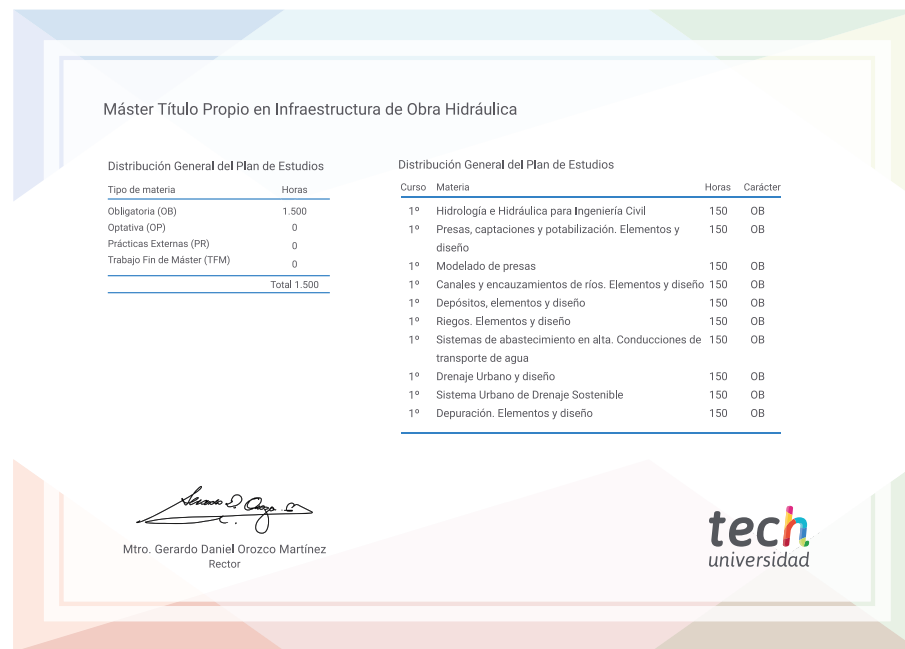 Máster Título Propio en Infraestructura de Obra Hidráulica
Distribución General del Plan de Estudios
Tipo de materia Horas
Obligatoria (OB) 1.500
Optativa (OP) 0
Prácticas Externas (PR) 0
Trabajo Fin de Máster (TFM) 0
Total 1.500
Distribución General del Plan de Estudios
Curso Materia Horas Carácter
1º Hidrología e Hidráulica para Ingeniería Civil 150 OB
1º Presas, captaciones y potabilización. Elementos y 150 OB
diseño
1º Modelado de presas 150 OB
1º Canales y encauzamientos de ríos. Elementos y diseño 150 OB
1º Depósitos, elementos y diseño 150 OB
1º Riegos. Elementos y diseño 150 OB
1º Sistemas de abastecimiento en alta. Conducciones de 150 OB
transporte de agua
1º Drenaje Urbano y diseño 150 OB
1º Sistema Urbano de Drenaje Sostenible 150 OB
1º Depuración. Elementos y diseño 150 OB
Mtro. Gerardo Daniel Orozco Martínez
Rector
tech
universidad